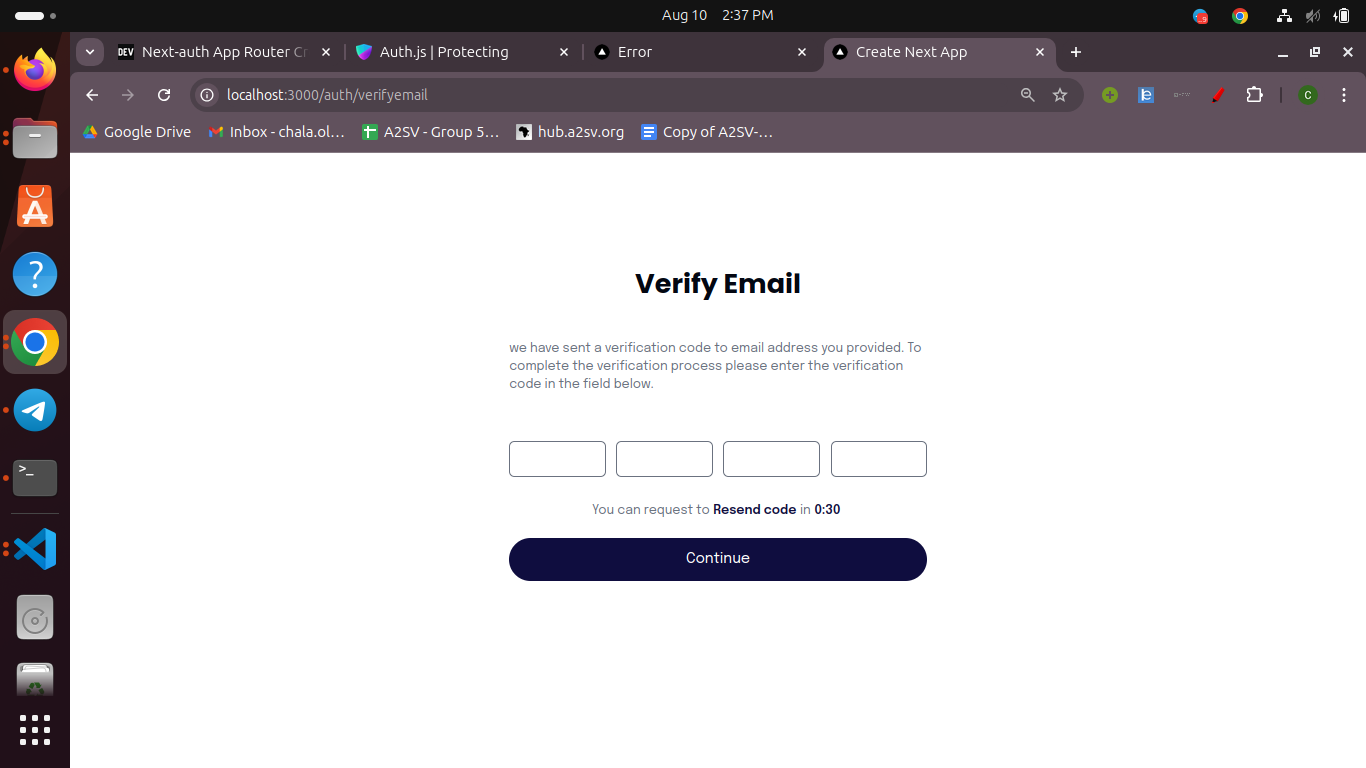 Aug 10 2:37 PM
DEV Next-auth App Router Cr
Auth.js | Protecting
Error
Create Next App
localhost:3000/auth/verifyemail
C
Google Drive
Inbox - chala.ol...
A2SV - Group 5...
hub.a2sv.org
Copy of A2SV-...
Verify Email
we have sent a verification code to email address you provided. To
complete the verification process please enter the verification
code in the field below.
You can request to Resend code in 0:30
Continue